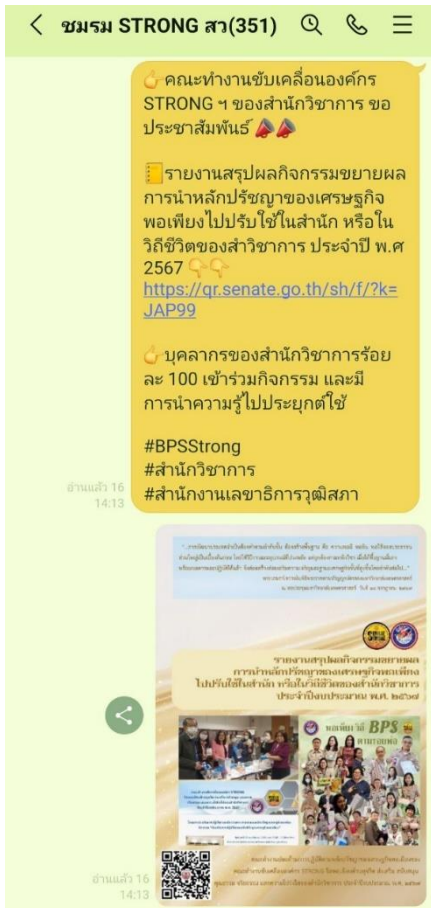 ชมรม STRONG สว(351)
👉คณะทำงานขับเคลื่อนองค์กร
STRONG ฯ ของสำนักวิชาการ ขอ
ประชาสัมพันธ์ 📣📣
📒รายงานสรุปผลกิจกรรมขยายผล
การนำหลักปรัชญาของเศรษฐกิจ
พอเพียงไปปรับใช้ในสำนัก หรือใน
วิถีชีวิตของสำวิชาการ ประจำปี พ.ศ
2567 👇👇
https://qr.senate.go.th/sh/f/?k=
JAP99
👉บุคลากรของสำนักวิชาการร้อย
ละ 100 เข้าร่วมกิจกรรม และมี
การนำความรู้ไปประยุกต์ใช้
#BPSStrong
#สำนักวิชาการ
#สำนักงานเลขาธิการวุฒิสภา
อ่านแล้ว 16
14:13
รายงานสรุปผลกิจกรรมขยายผล
การนำหลักปรัชญาของเศรษฐกิจพอเพียง
ไปปรับใช้ในสำนัก หรือในวิถีชีวิตของสำนักวิชาการ
ประจำปีงบประมาณ พ.ศ. ๒๕๖๗
พอเพียง วิถี BPS
ตามรอยพ่อ
อ่านแล้ว 16
14:13